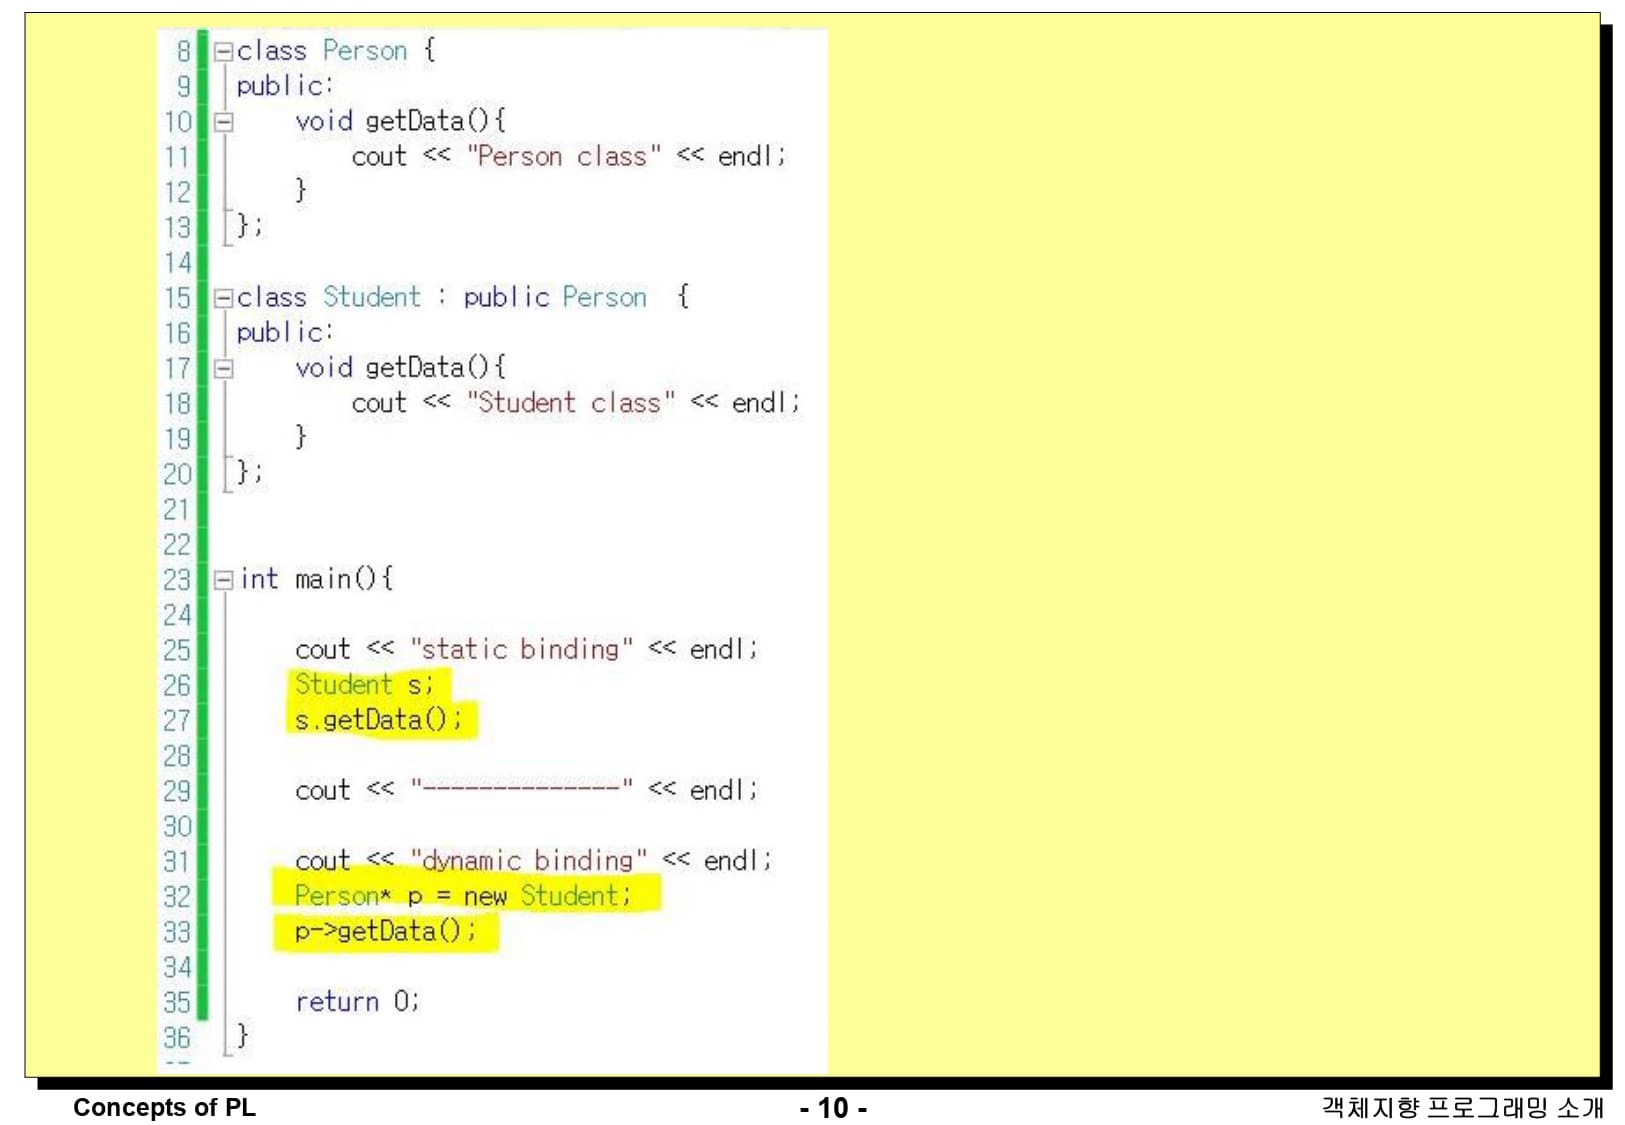 8 class Person {
9 public:
10 void getData(){
11 cout << "Person class" << endl;
12 }
13 };
14
15 class Student : public Person {
16 public:
17 void getData(){
18 cout << "Student class" << endl;
19 }
20 };
21
22
23 int main(){
24
25 cout << "static binding" << endl;
26 Student s;
27 s.getData();
28
29 cout << "--------------" << endl;
30
31 cout << "dynamic binding" << endl;
32 Person* p = new Student;
33 p->getData();
34
35 return 0;
36 }
Concepts of PL
- 10 -
객체지향 프로그래밍 소개